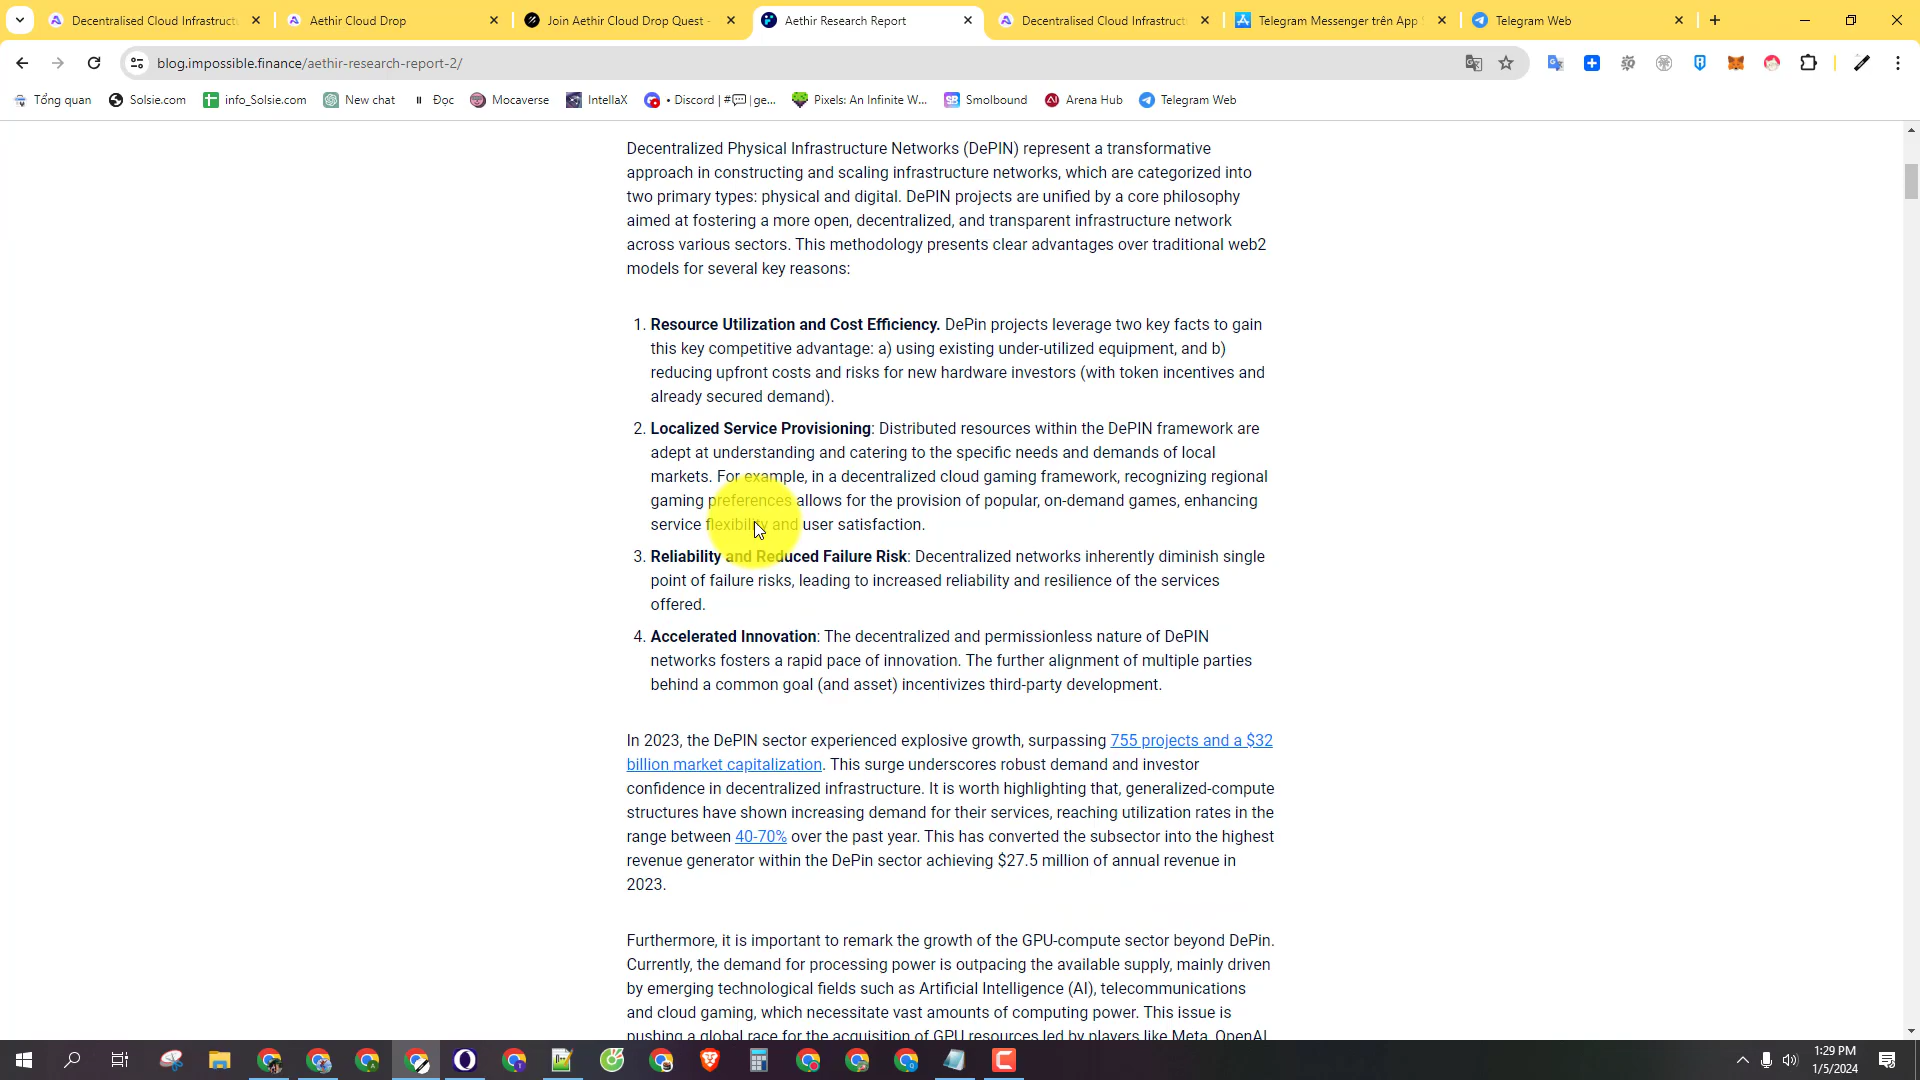 Decentralised Cloud Infrastruct
Aethir Cloud Drop
Join Aethir Cloud Drop Quest -
Aethir Research Report
Decentralised Cloud Infrastruct
Telegram Messenger trên App S
Telegram Web
blog.impossible.finance/aethir-research-report-2/
Tổng quan
Solsie.com
info_Solsie.com
New chat
Đọc
Mocaverse
IntellaX
• Discord | #💬|ge...
Pixels: An Infinite W...
Smolbound
Arena Hub
Telegram Web
Decentralized Physical Infrastructure Networks (DePIN) represent a transformative
approach in constructing and scaling infrastructure networks, which are categorized into
two primary types: physical and digital. DePIN projects are unified by a core philosophy
aimed at fostering a more open, decentralized, and transparent infrastructure network
across various sectors. This methodology presents clear advantages over traditional web2
models for several key reasons:
1. Resource Utilization and Cost Efficiency. DePin projects leverage two key facts to gain
this key competitive advantage: a) using existing under-utilized equipment, and b)
reducing upfront costs and risks for new hardware investors (with token incentives and
already secured demand).
2. Localized Service Provisioning: Distributed resources within the DePIN framework are
adept at understanding and catering to the specific needs and demands of local
markets. For example, in a decentralized cloud gaming framework, recognizing regional
gaming preferences allows for the provision of popular, on-demand games, enhancing
service flexibility and user satisfaction.
3. Reliability and Reduced Failure Risk: Decentralized networks inherently diminish single
point of failure risks, leading to increased reliability and resilience of the services
offered.
4. Accelerated Innovation: The decentralized and permissionless nature of DePIN
networks fosters a rapid pace of innovation. The further alignment of multiple parties
behind a common goal (and asset) incentivizes third-party development.
In 2023, the DePIN sector experienced explosive growth, surpassing 755 projects and a $32
billion market capitalization. This surge underscores robust demand and investor
confidence in decentralized infrastructure. It is worth highlighting that, generalized-compute
structures have shown increasing demand for their services, reaching utilization rates in the
range between 40-70% over the past year. This has converted the subsector into the highest
revenue generator within the DePin sector achieving $27.5 million of annual revenue in
2023.
Furthermore, it is important to remark the growth of the GPU-compute sector beyond DePin.
Currently, the demand for processing power is outpacing the available supply, mainly driven
by emerging technological fields such as Artificial Intelligence (AI), telecommunications
and cloud gaming, which necessitate vast amounts of computing power. This issue is
pushing a global race for the acquisition of GPU resources led by players like Meta, OpenAI,
1:29 PM
1/5/2024